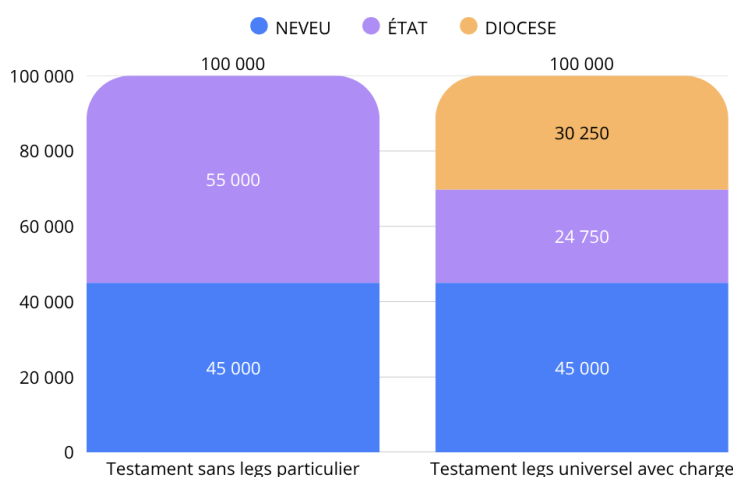 NEVEU ÉTAT DIOCESE
100 000 100 000
100 000
80 000
60 000
40 000
20 000
0
55 000
45 000
30 250
24 750
45 000
Testament sans legs particulier
Testament legs universel avec charge